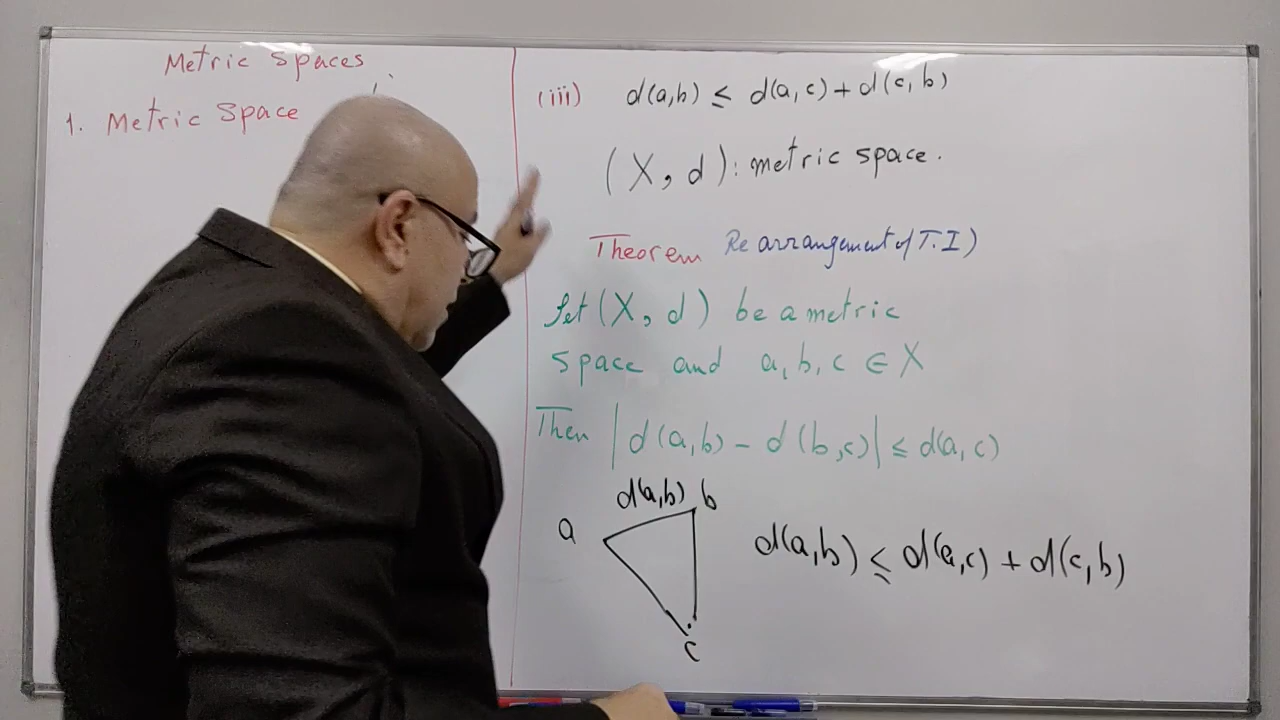 Metric Spaces
1. Metric Space
(iii) d(a,b) ≤ d(a,c) + d(c,b)
(X, d): metric space.
Theorem Rearrangement of T.I)
Let (X, d) be a metric
space and a, b, c ∈ X
Then |d(a,b) - d(b,c)| ≤ d(a,c)
d(a,b) b
a
d(a,b) ≤ d(a,c) + d(c,b)
c